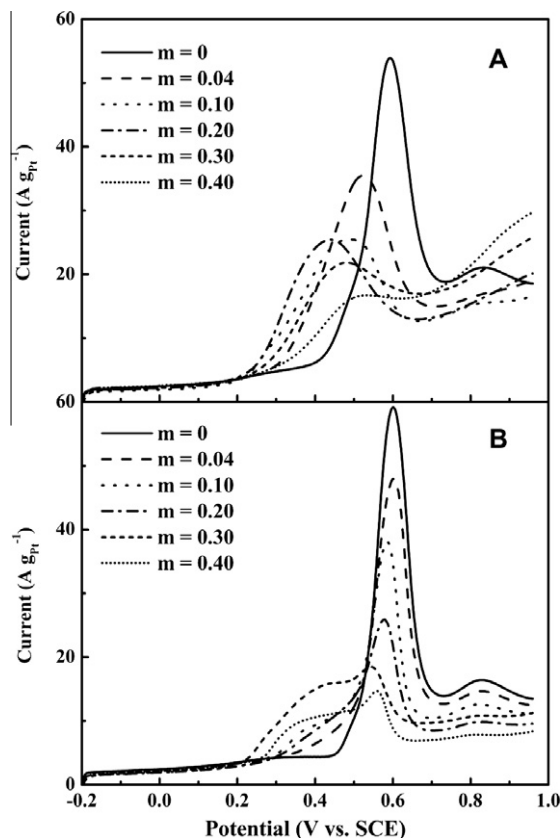 60
A
m = 0
m = 0.04
m = 0.10
m = 0.20
m = 0.30
m = 0.40
40
20
Current (A g_Pt^-1)
60
B
m = 0
m = 0.04
m = 0.10
m = 0.20
m = 0.30
m = 0.40
40
20
0
Current (A g_Pt^-1)
-0.2 0.0 0.2 0.4 0.6 0.8 1.0
Potential (V vs. SCE)